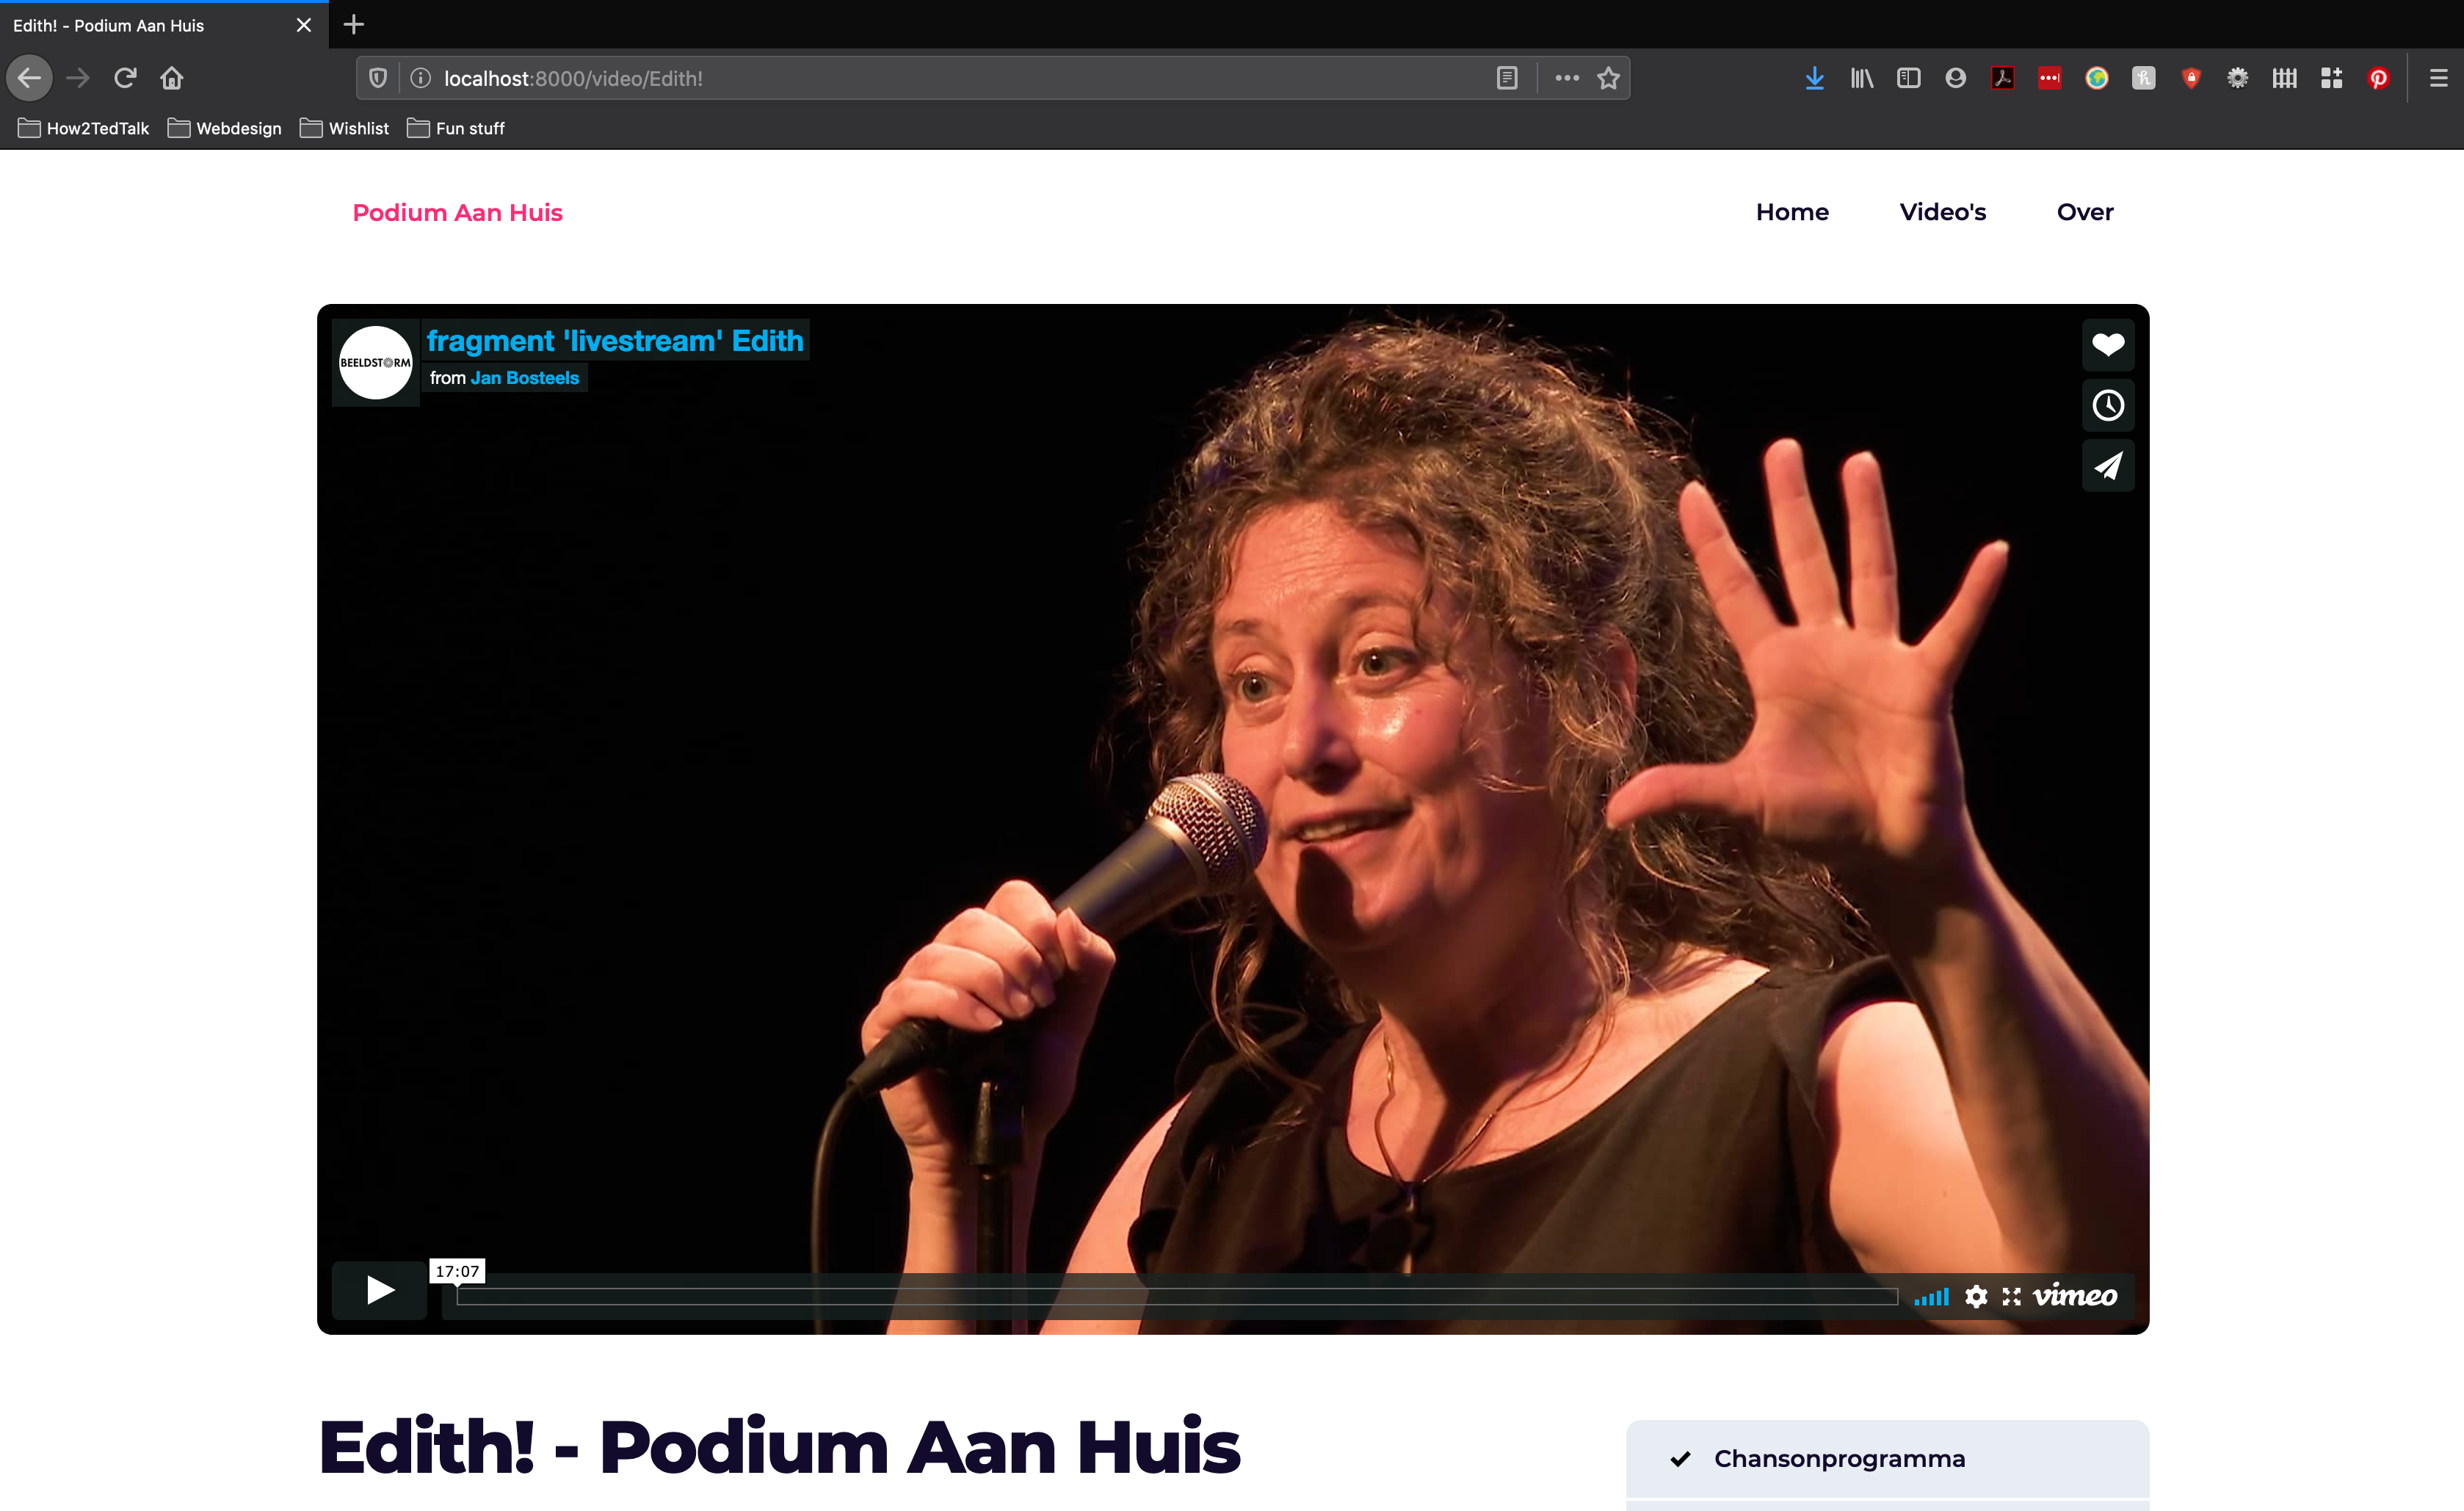 Edith! - Podium Aan Huis
localhost:8000/video/Edith!
How2TedTalk Webdesign Wishlist Fun stuff
Podium Aan Huis Home Video's Over
BEELDSTORM
fragment 'livestream' Edith
from Jan Bosteels
17:07
vimeo
Edith! - Podium Aan Huis
Chansonprogramma